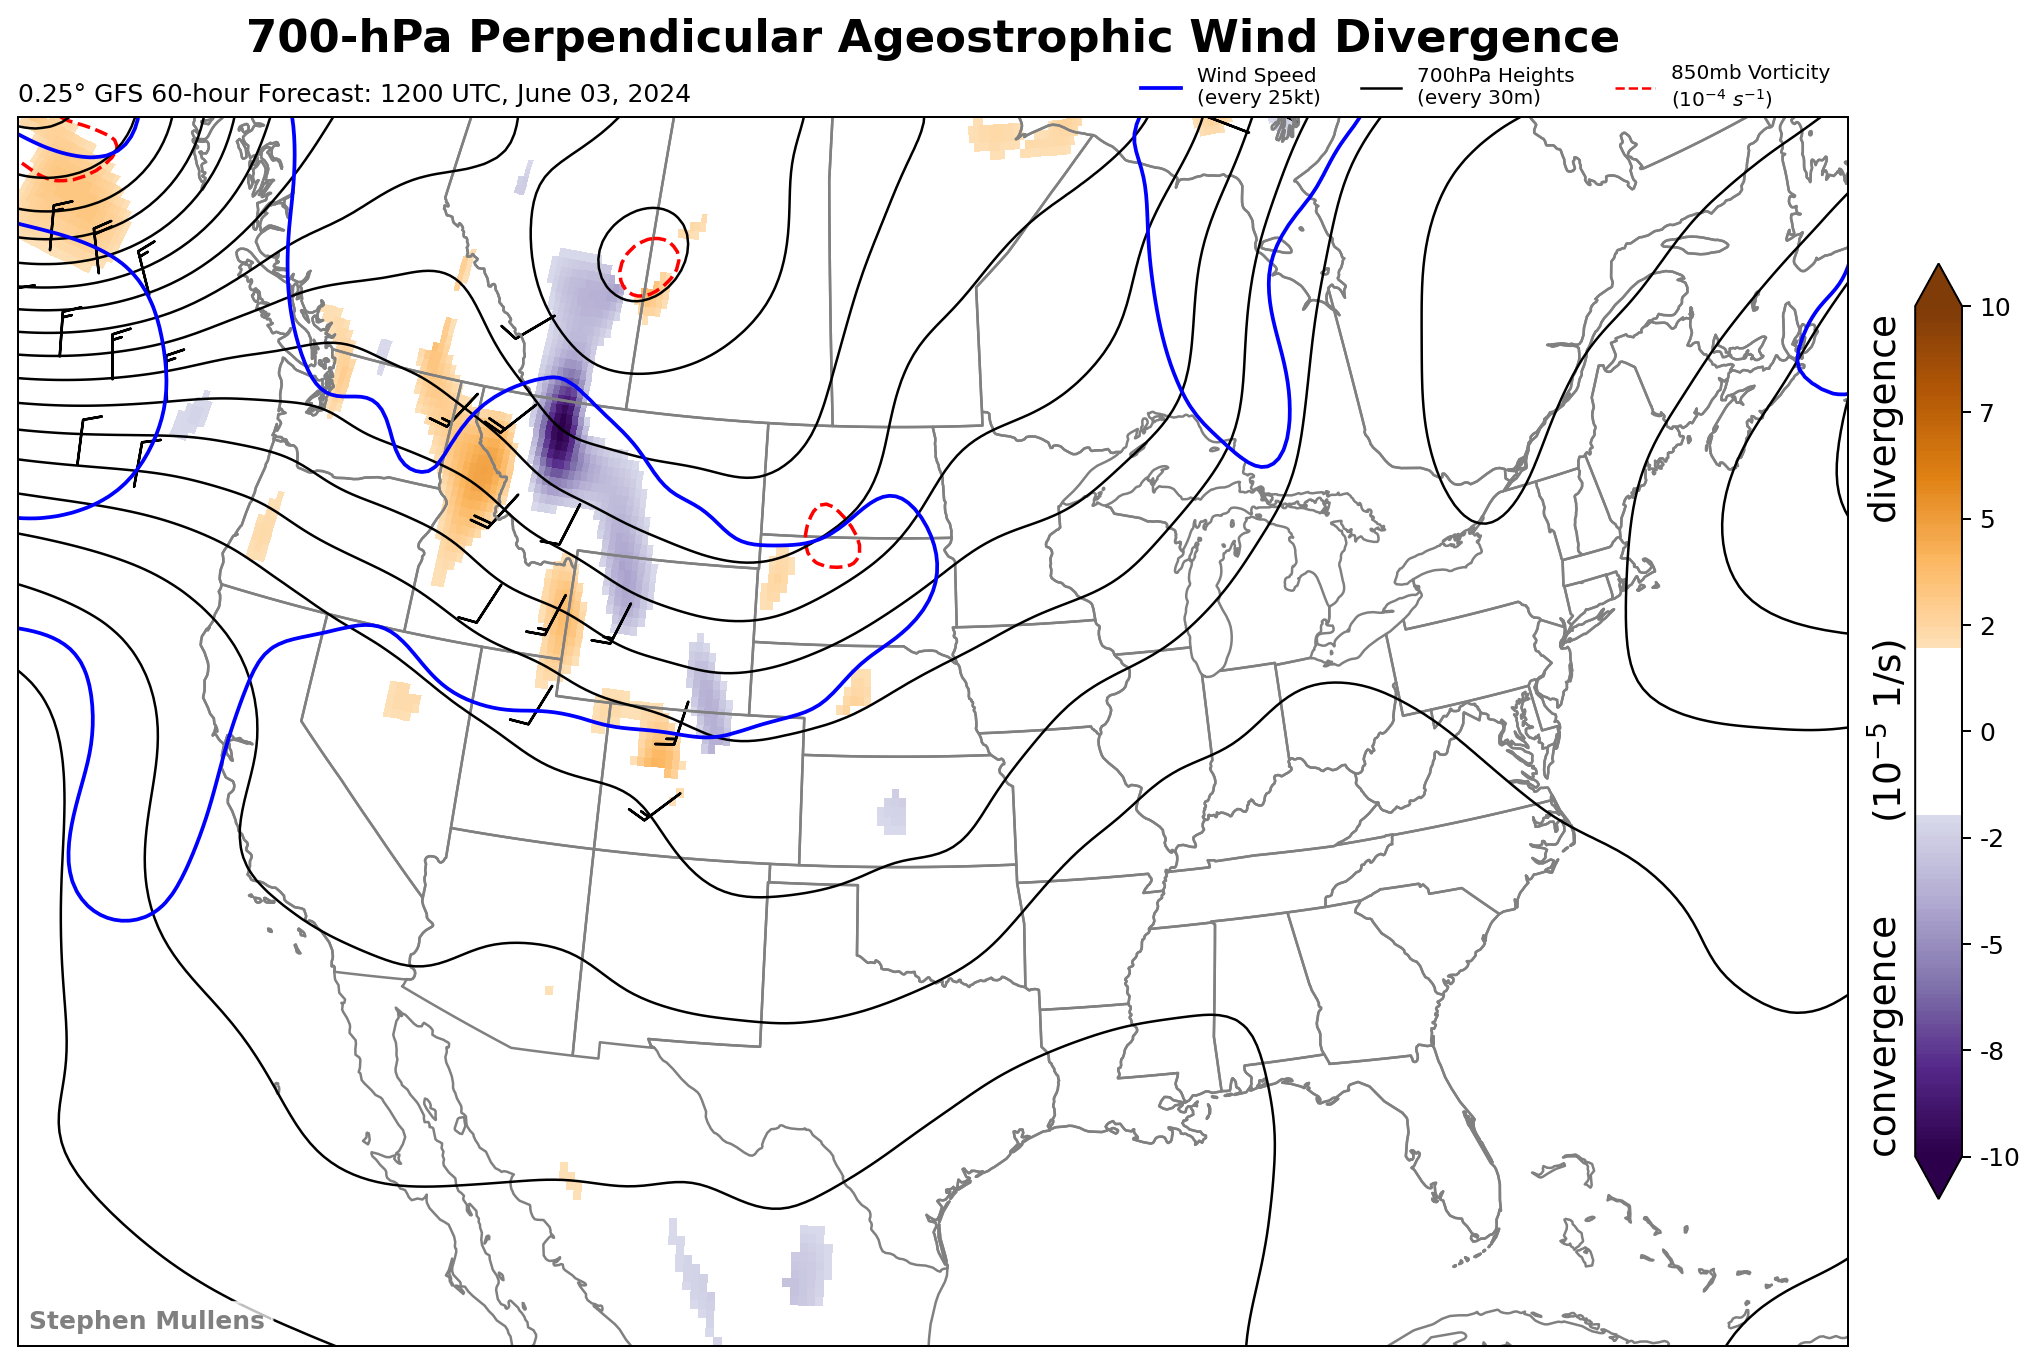 700-hPa Perpendicular Ageostrophic Wind Divergence
0.25° GFS 60-hour Forecast: 1200 UTC, June 03, 2024
Wind Speed
(every 25kt)
700hPa Heights
(every 30m)
850mb Vorticity
(10⁻⁴ s⁻¹)
10
7
5
2
0
-2
-5
-8
-10
convergence (10⁻⁵ 1/s) divergence
Stephen Mullens